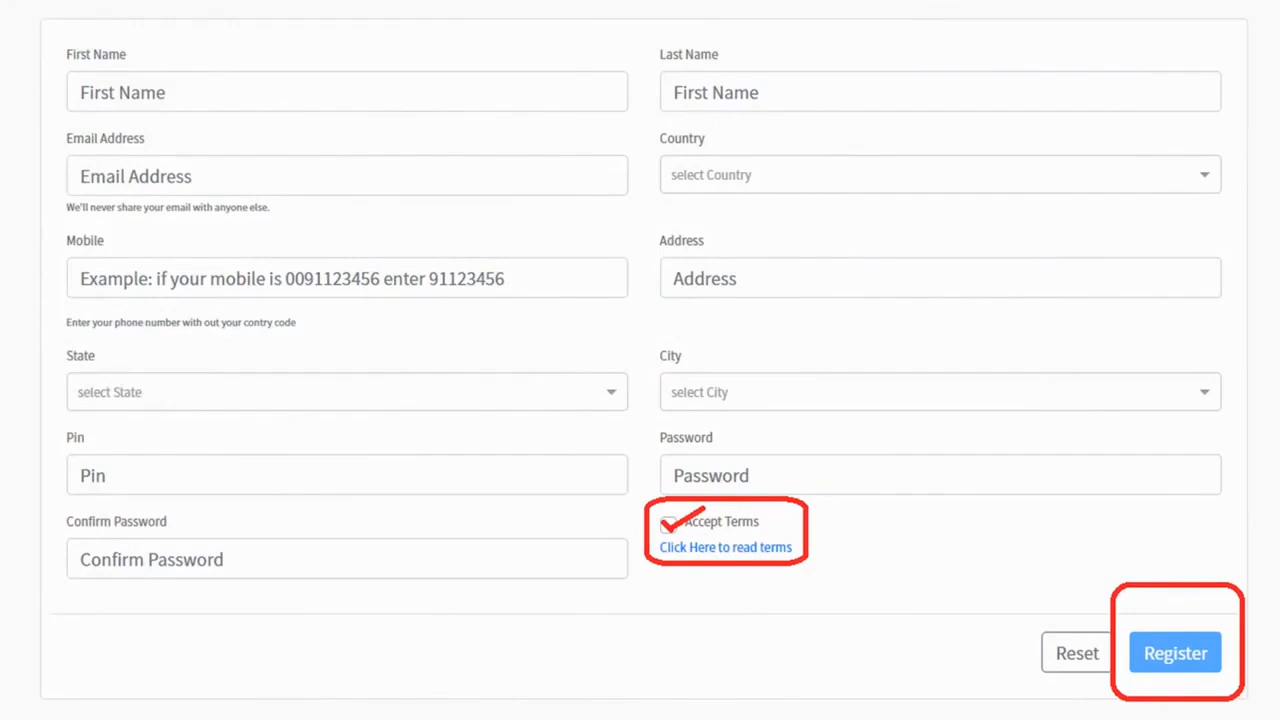 First Name
Last Name
First Name
First Name
Email Address
Country
Email Address
select Country
We'll never share your email with anyone else.
Mobile
Address
Example: if your mobile is 0091123456 enter 91123456
Address
Enter your phone number with out your contry code
State
City
select State
select City
Pin
Password
Pin
Password
Confirm Password
Accept Terms
Click Here to read terms
Confirm Password
Reset
Register